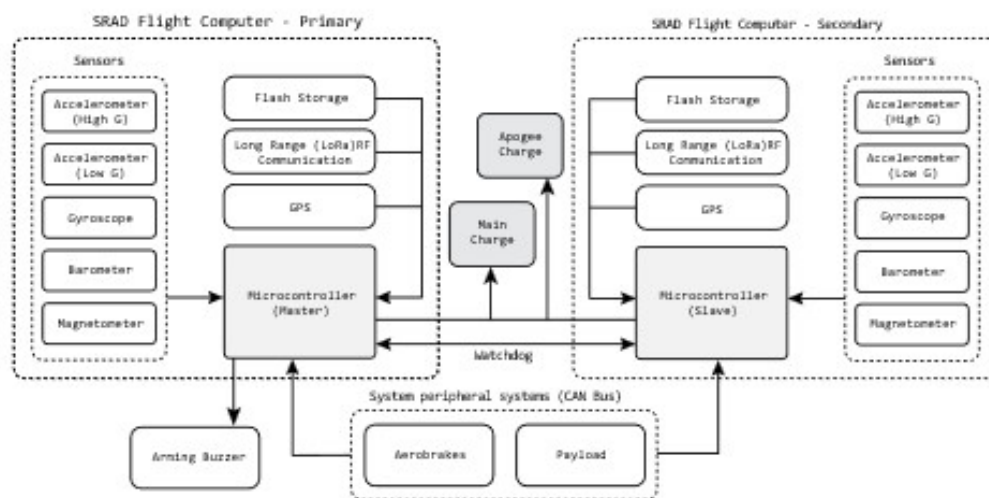 SRAD Flight Computer - Primary
Sensors
Accelerometer
(High G)
Accelerometer
(Low G)
Gyroscope
Barometer
Magnetometer
Flash Storage
Long Range (LoRa)RF
Communication
GPS
Microcontroller
(Master)
Arming Buzzer
Apogee
Charge
Main
Charge
Watchdog
SRAD Flight Computer - Secondary
Flash Storage
Long Range (LoRa)RF
Communication
GPS
Microcontroller
(Slave)
Sensors
Accelerometer
(High G)
Accelerometer
(Low G)
Gyroscope
Barometer
Magnetometer
System peripheral systems (CAN Bus)
Aerobrakes
Payload